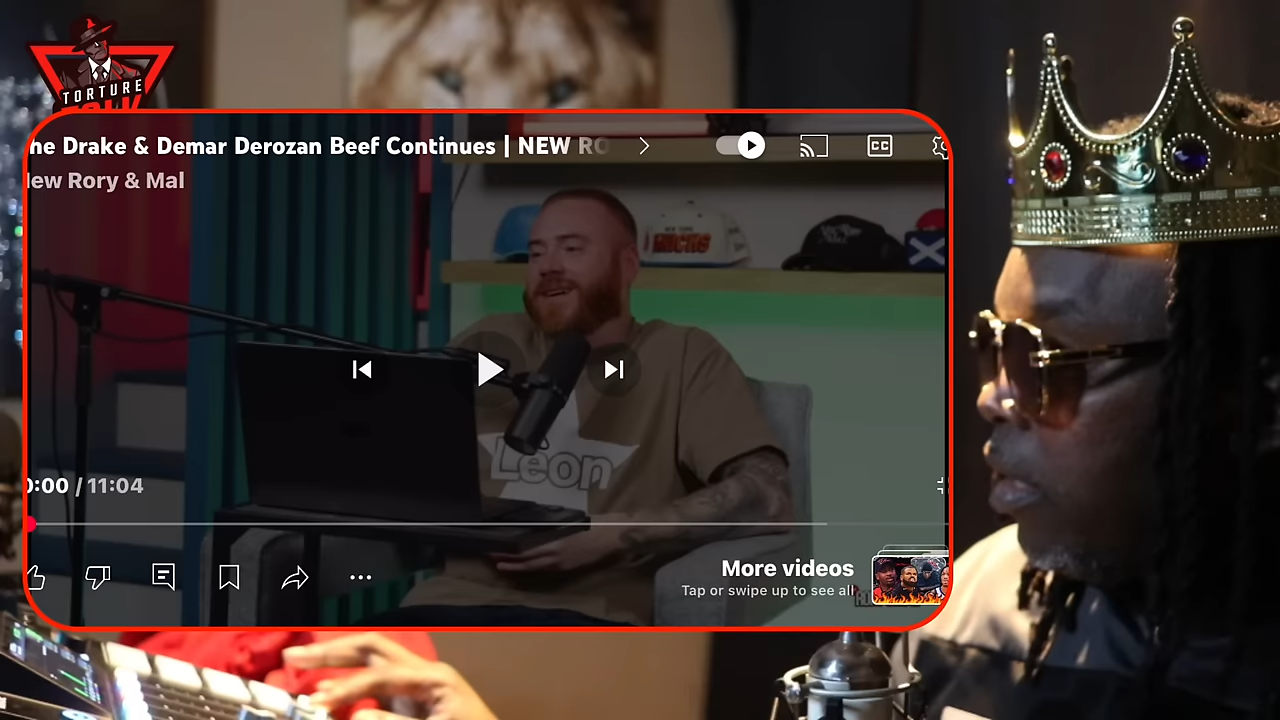 TORTURE
he Drake & Demar Derozan Beef Continues | NEW RO
CC
lew Rory & Mal
Leon
0:00 / 11:04
More videos
Tap or swipe up to see all